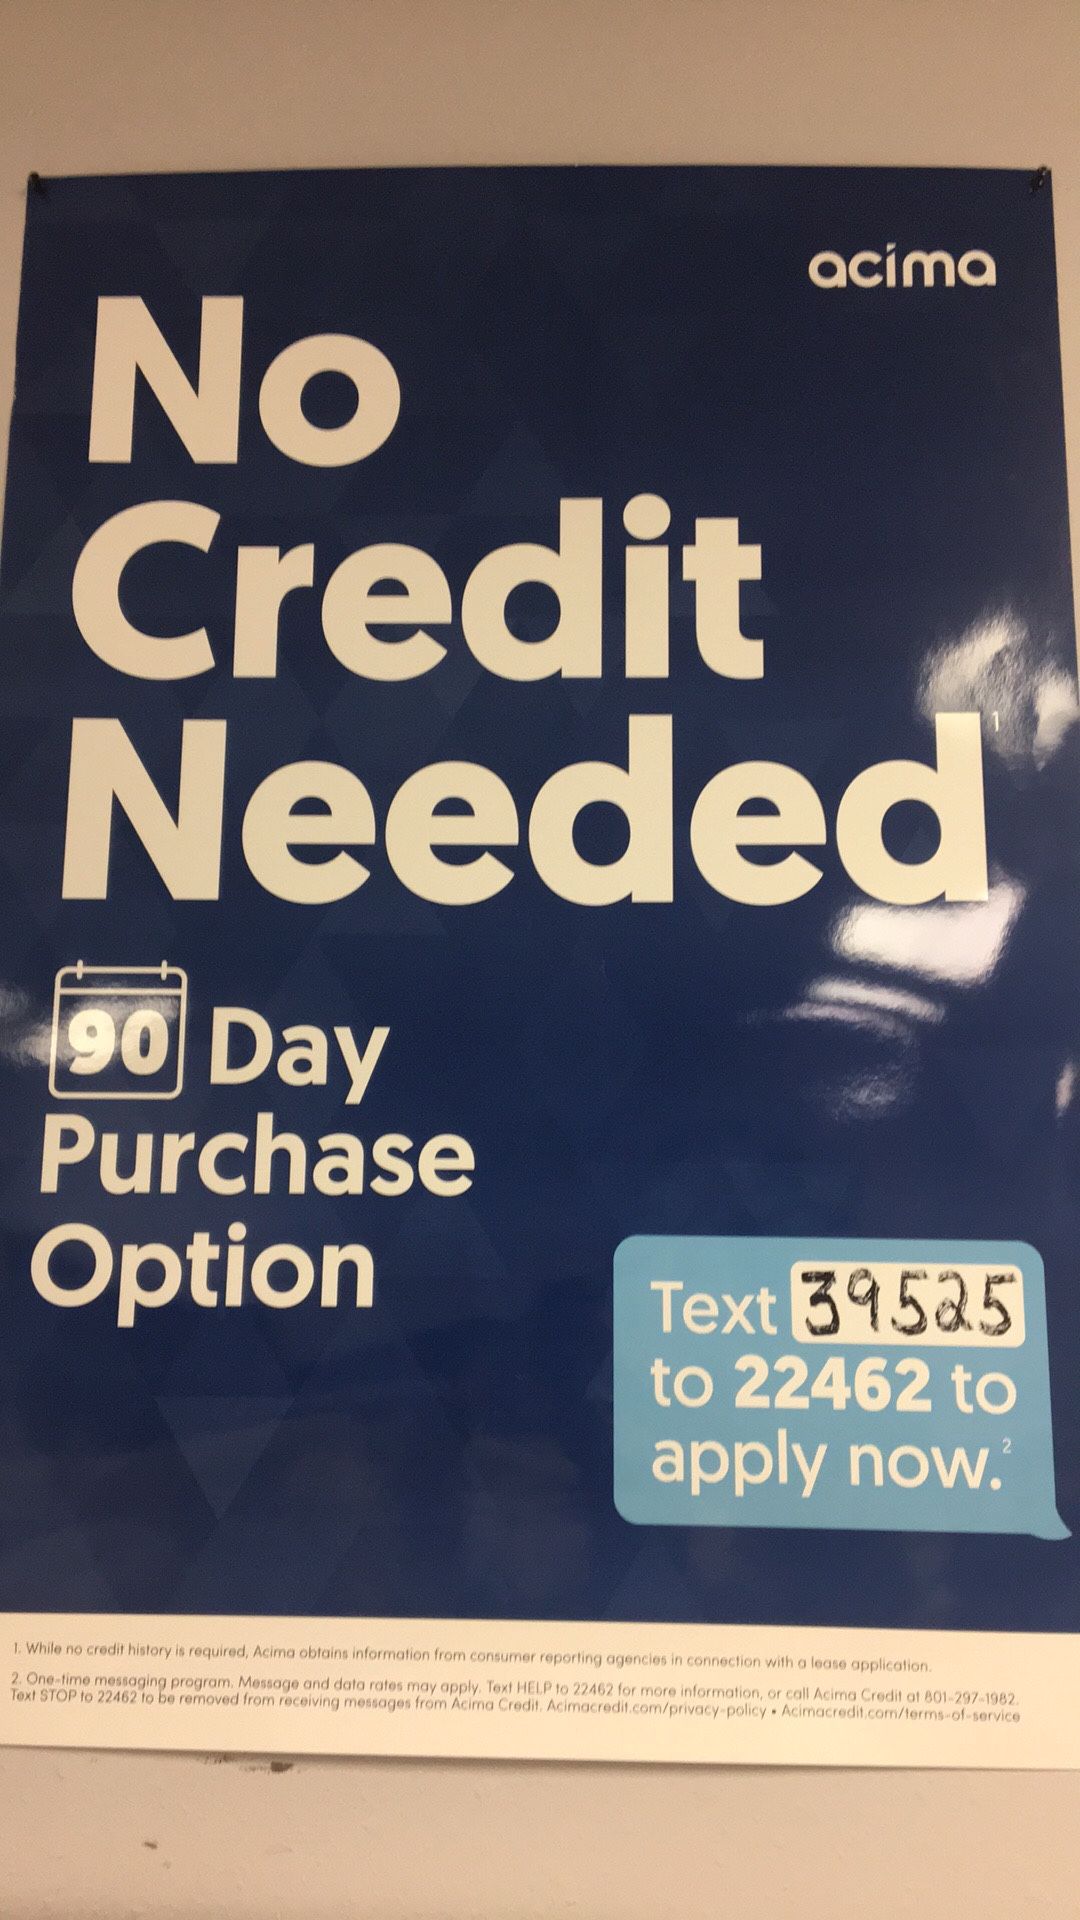 acima
No
Credit
Needed¹
90 Day
Purchase
Option
Text 39525
to 22462 to
apply now.²
1. While no credit history is required, Acima obtains information from consumer reporting agencies in connection with a lease application.
2. One-time messaging program. Message and data rates may apply. Text HELP to 22462 for more information, or call Acima Credit at 801-297-1982.
Text STOP to 22462 to be removed from receiving messages from Acima Credit. Acimacredit.com/privacy-policy • Acimacredit.com/terms-of-service